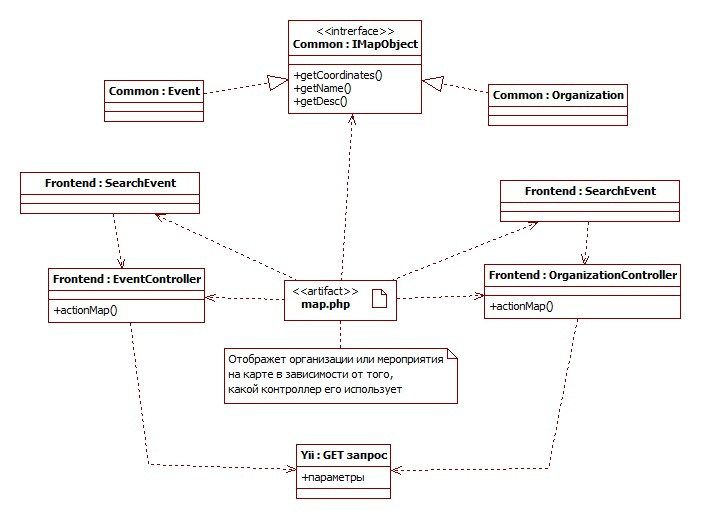 <<intrerface>>
Common : IMapObject
+getCoordinates()
+getName()
+getDesc()
Common : Event
Common : Organization
Frontend : SearchEvent
Frontend : SearchEvent
Frontend : EventController
+actionMap()
<<artifact>>
map.php
Frontend : OrganizationController
+actionMap()
Отображет организации или мероприятия
на карте в зависимости от того,
какой контроллер его использует
Yii : GET запрос
+параметры